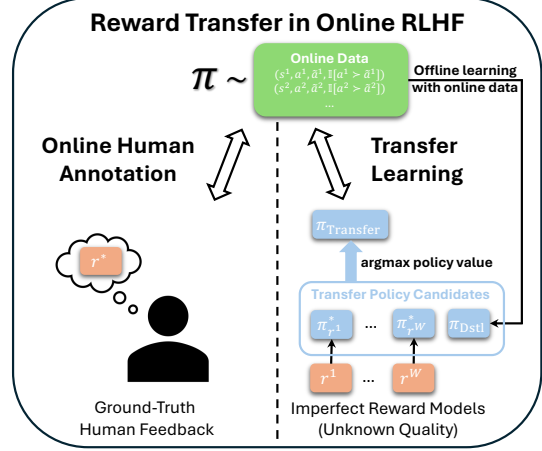 Reward Transfer in Online RLHF
π ~
Online Data
(s¹, a¹, ã¹, 𝕀[a¹ ≻ ã¹])
(s², a², ã², 𝕀[a² ≻ ã²])
...
Offline learning
with online data
Online Human
Annotation
Transfer
Learning
π_Transfer
argmax policy value
r*
Transfer Policy Candidates
π*_{r¹} ... π*_{r^W} π_Dstl
r¹ ... r^W
Ground-Truth
Human Feedback
Imperfect Reward Models
(Unknown Quality)